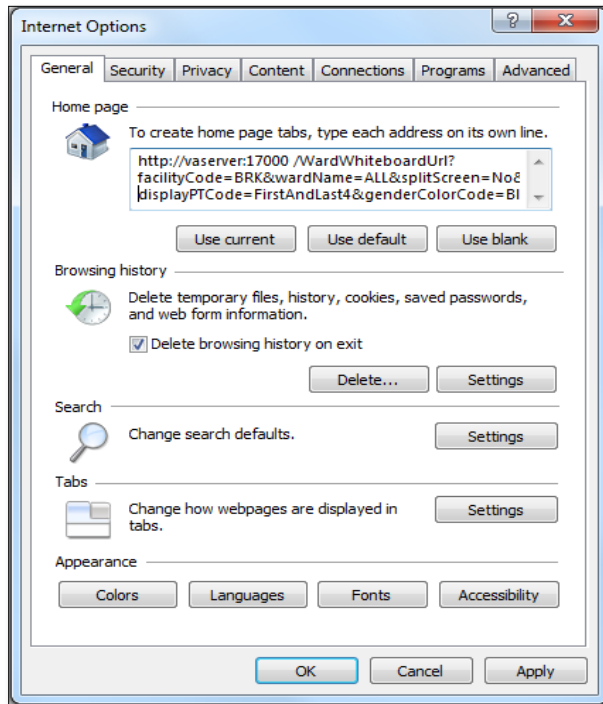 Internet Options
?
X
General Security Privacy Content Connections Programs Advanced
Home page
To create home page tabs, type each address on its own line.
http://vaserver:17000 /WardWhiteboardUrl?
facilityCode=BRK&wardName=ALL&splitScreen=No&
displayPTCode=FirstAndLast4&genderColorCode=Bl
Use current Use default Use blank
Browsing history
Delete temporary files, history, cookies, saved passwords,
and web form information.
Delete browsing history on exit
Delete... Settings
Search
Change search defaults. Settings
Tabs
Change how webpages are displayed in
tabs.
Settings
Appearance
Colors Languages Fonts Accessibility
OK Cancel Apply